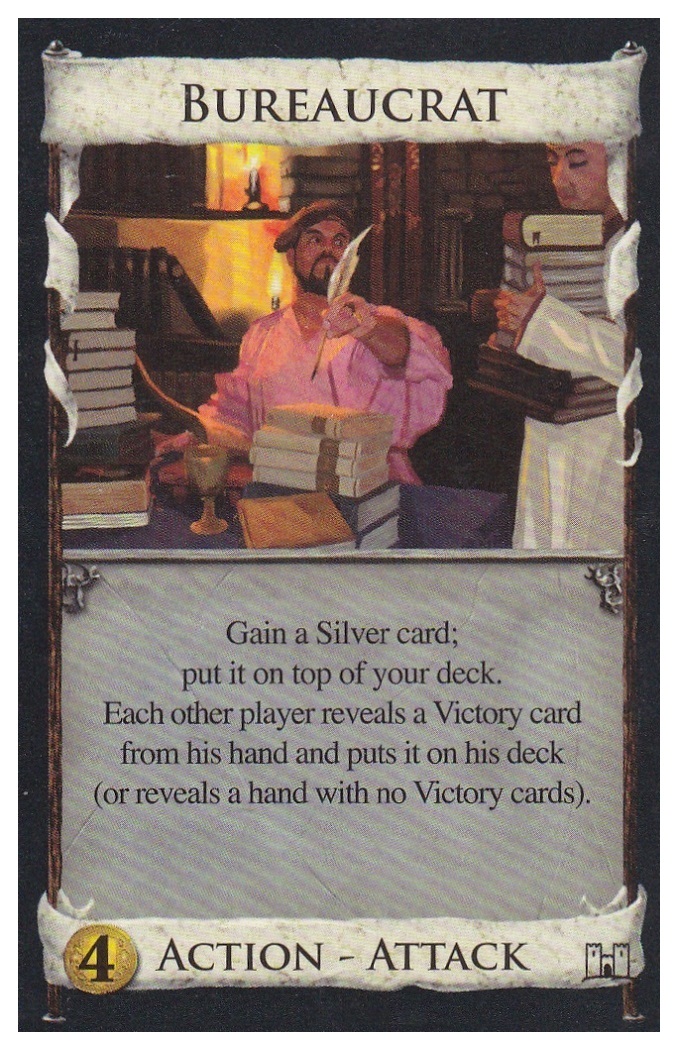 BUREAUCRAT
Gain a Silver card;
put it on top of your deck.
Each other player reveals a Victory card
from his hand and puts it on his deck
(or reveals a hand with no Victory cards).
4 ACTION - ATTACK